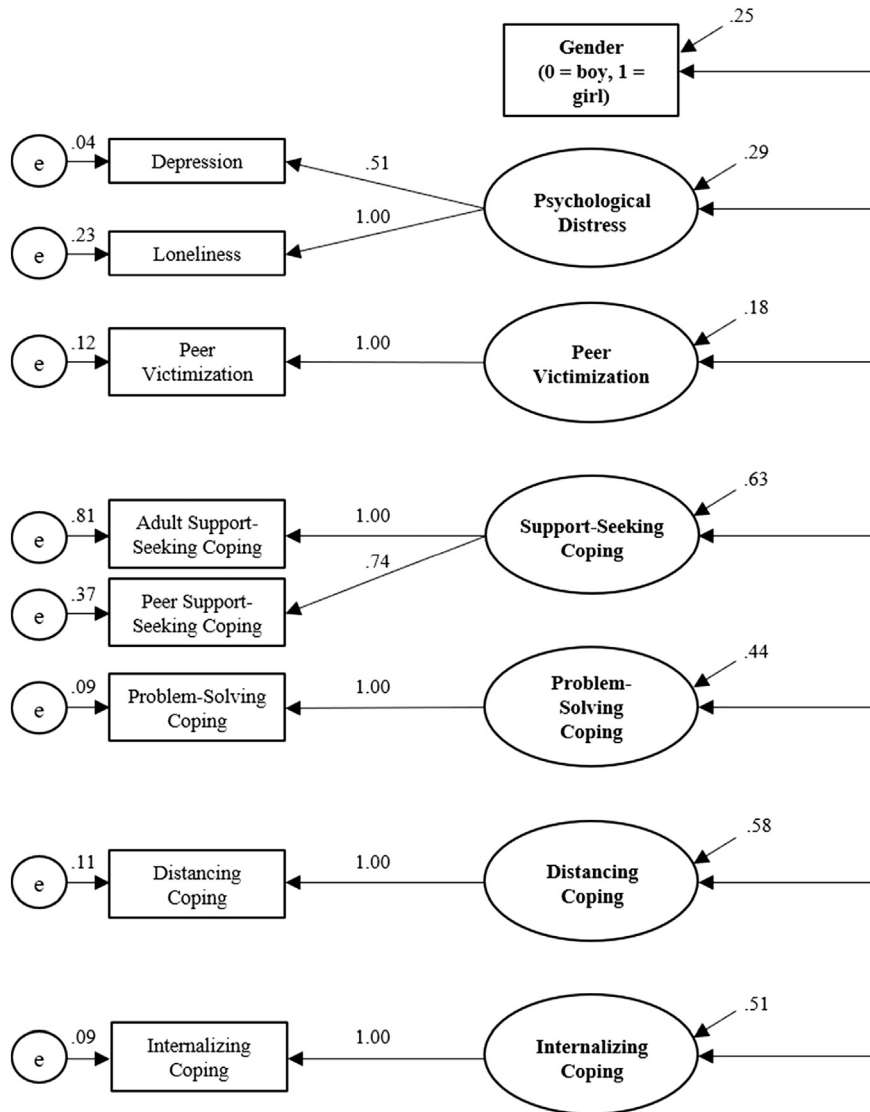 .25
Gender
(0 = boy, 1 =
girl)
.04
e
Depression
.51
.29
Psychological
Distress
1.00
.23
e
Loneliness
.18
.12
e
Peer
Victimization
1.00
Peer
Victimization
.63
.81
e
Adult Support-
Seeking Coping
1.00
Support-Seeking
Coping
.74
.37
e
Peer Support-
Seeking Coping
.44
.09
e
Problem-Solving
Coping
1.00
Problem-
Solving
Coping
.58
.11
e
Distancing
Coping
1.00
Distancing
Coping
.51
.09
e
Internalizing
Coping
1.00
Internalizing
Coping